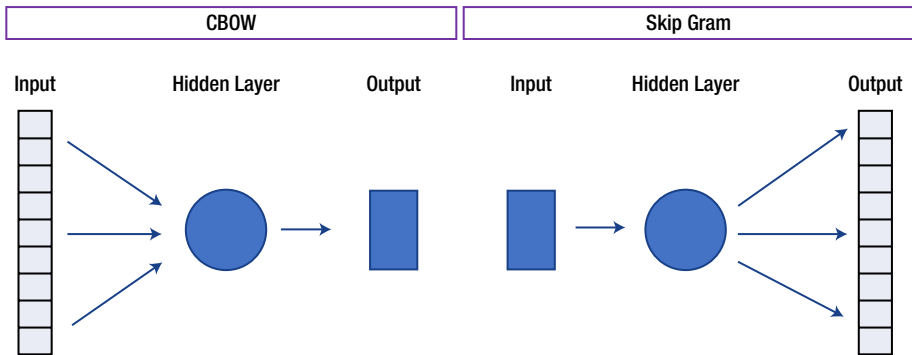 CBOW
Skip Gram
Input
Hidden Layer
Output
Input
Hidden Layer
Output